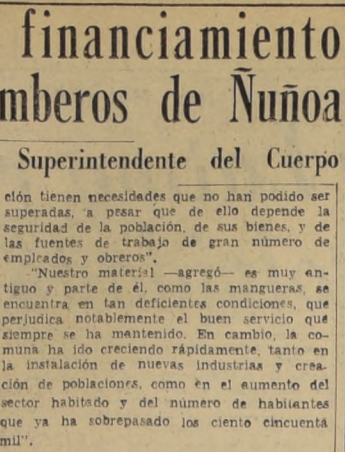 financiamiento
mberos de Ñuñoa
Superintendente del Cuerpo
ción tienen necesidades que no han podido ser
superadas, a pesar que de ello depende la
seguridad de la población, de sus bienes, y de
las fuentes de trabajo de gran número de
empleados y obreros".
"Nuestro material —agregó— es muy an-
tiguo y parte de él, como las mangueras, se
encuentra en tan deficientes condiciones, que
perjudica notablemente el buen servicio que
siempre se ha mantenido. En cambio, la co-
muna ha ido creciendo rápidamente, tanto en
la instalación de nuevas industrias y crea-
ción de poblaciones, como en el aumento del
sector habitado y del número de habitantes
que ya ha sobrepasado los ciento cincuenta
mil".